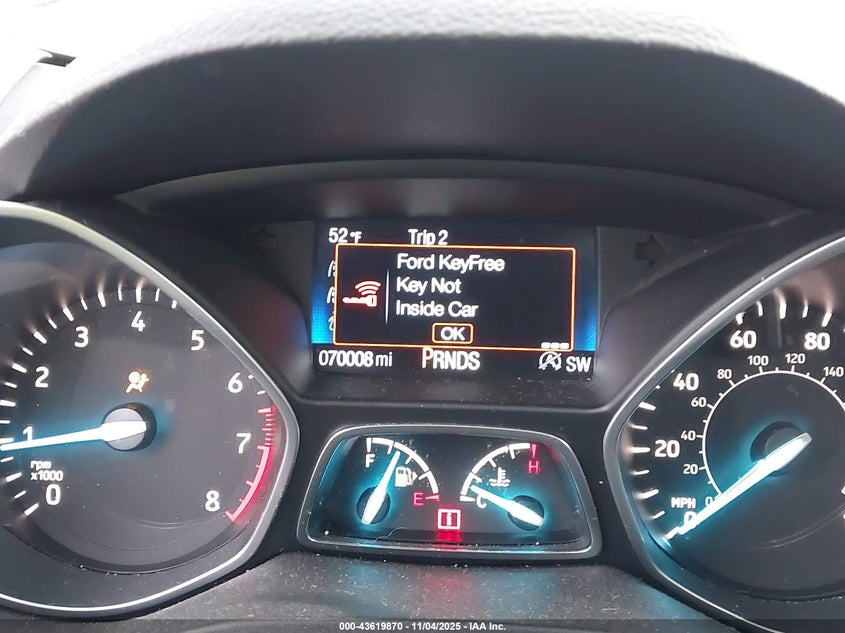 52°F Trip 2
Ford KeyFree
Key Not
Inside Car
OK
070008 mi PRNDS SW
0 1 2 3 4 5 6 7 8
rpm
x1000
F E
C H
0 20 40 60 80
0 20 40 60 80 100 120 140
MPH
000-43619870 - 11/04/2025 - IAA Inc.